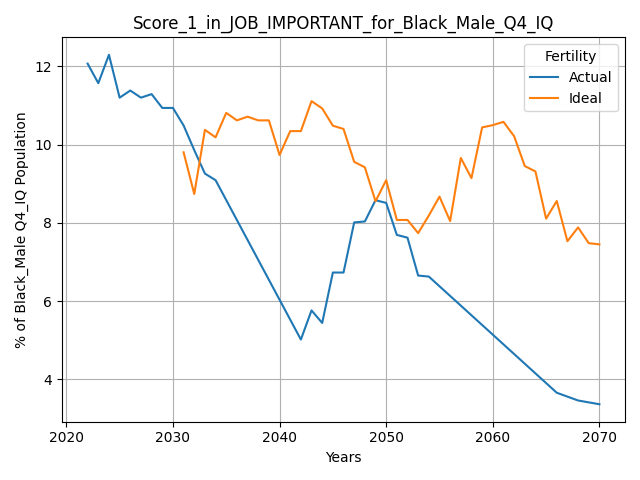 Score_1_in_JOB_IMPORTANT_for_Black_Male_Q4_IQ
Fertility
Actual
Ideal
% of Black_Male Q4_IQ Population
12
10
8
6
4
2020
2030
2040
2050
2060
2070
Years